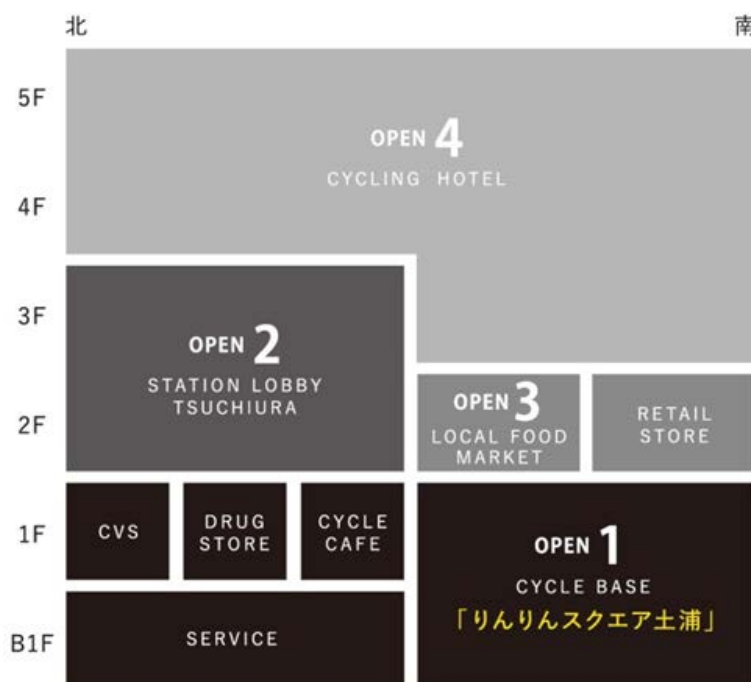 北
南
5F
OPEN 4
CYCLING HOTEL
4F
3F
OPEN 2
STATION LOBBY
TSUCHIURA
2F
OPEN 3
LOCAL FOOD
MARKET
RETAIL
STORE
1F
CVS
DRUG
STORE
CYCLE
CAFE
OPEN 1
CYCLE BASE
「りんりんスクエア土浦」
B1F
SERVICE